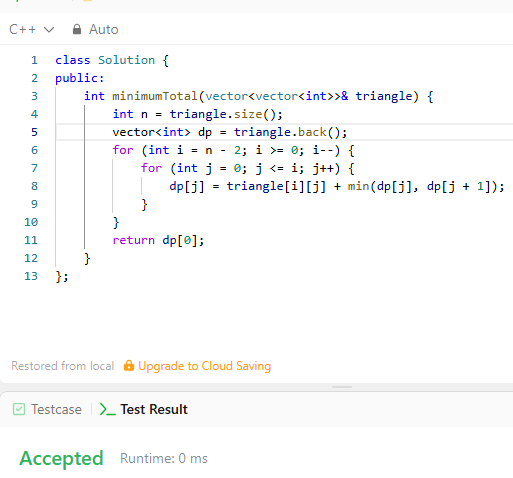 C++ Auto
1 class Solution {
2 public:
3     int minimumTotal(vector<vector<int>>& triangle) {
4         int n = triangle.size();
5         vector<int> dp = triangle.back();
6         for (int i = n - 2; i >= 0; i--) {
7             for (int j = 0; j <= i; j++) {
8                 dp[j] = triangle[i][j] + min(dp[j], dp[j + 1]);
9             }
10         }
11         return dp[0];
12     }
13 };
Restored from local Upgrade to Cloud Saving
Testcase >_ Test Result
Accepted Runtime: 0 ms